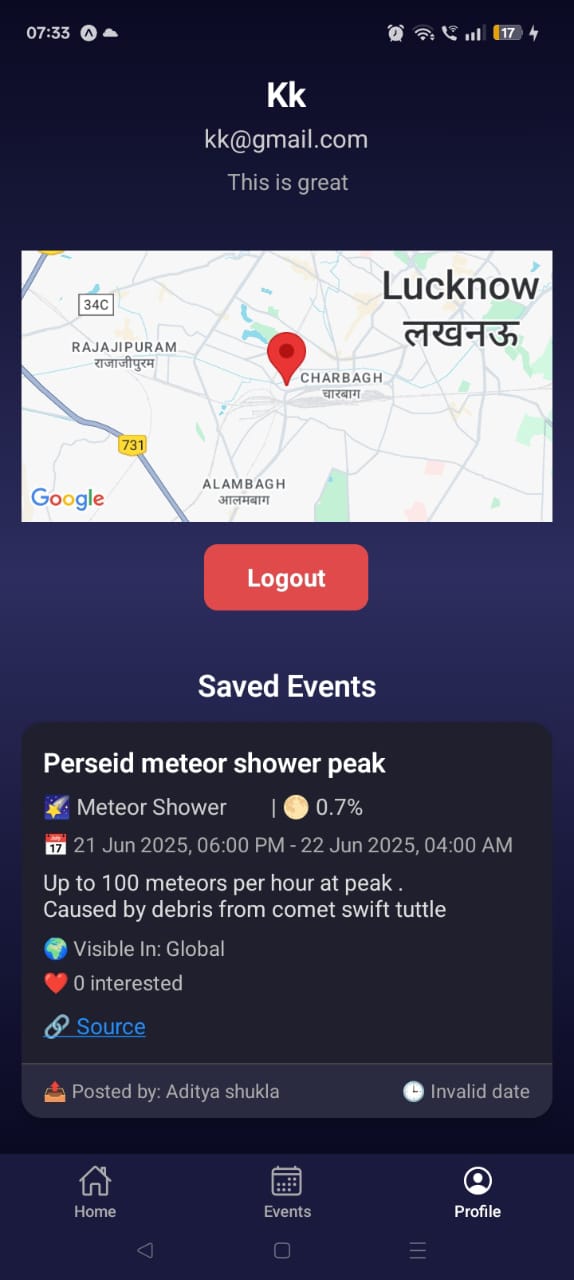 07:33
17
Kk
kk@gmail.com
This is great
Lucknow
लखनऊ
34C
RAJAJIPURAM
राजाजीपुरम
CHARBAGH
चारबाग
731
ALAMBAGH
आलमबाग
Google
Logout
Saved Events
Perseid meteor shower peak
Meteor Shower | 0.7%
17 21 Jun 2025, 06:00 PM - 22 Jun 2025, 04:00 AM
Up to 100 meteors per hour at peak .
Caused by debris from comet swift tuttle
Visible In: Global
0 interested
Source
Posted by: Aditya shukla
Invalid date
Home
Events
Profile